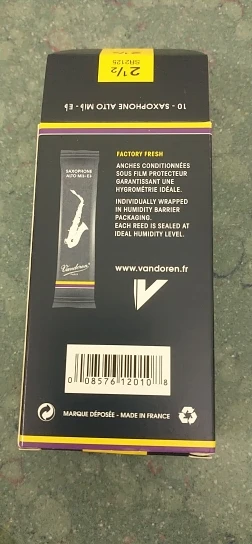 2½
SR2125
2½
10 - SAXOPHONE ALTO MIb - Eb
FACTORY FRESH
SAXOPHONE
ALTO MIb - Eb
Vandoren
ANCHES CONDITIONNÉES
SOUS FILM PROTECTEUR
GARANTISSANT UNE
HYGROMÉTRIE IDÉALE.
INDIVIDUALLY WRAPPED
IN HUMIDITY BARRIER
PACKAGING.
EACH REED IS SEALED AT
IDEAL HUMIDITY LEVEL.
www.vandoren.fr
0 08576 12010 8
MARQUE DÉPOSÉE - MADE IN FRANCE